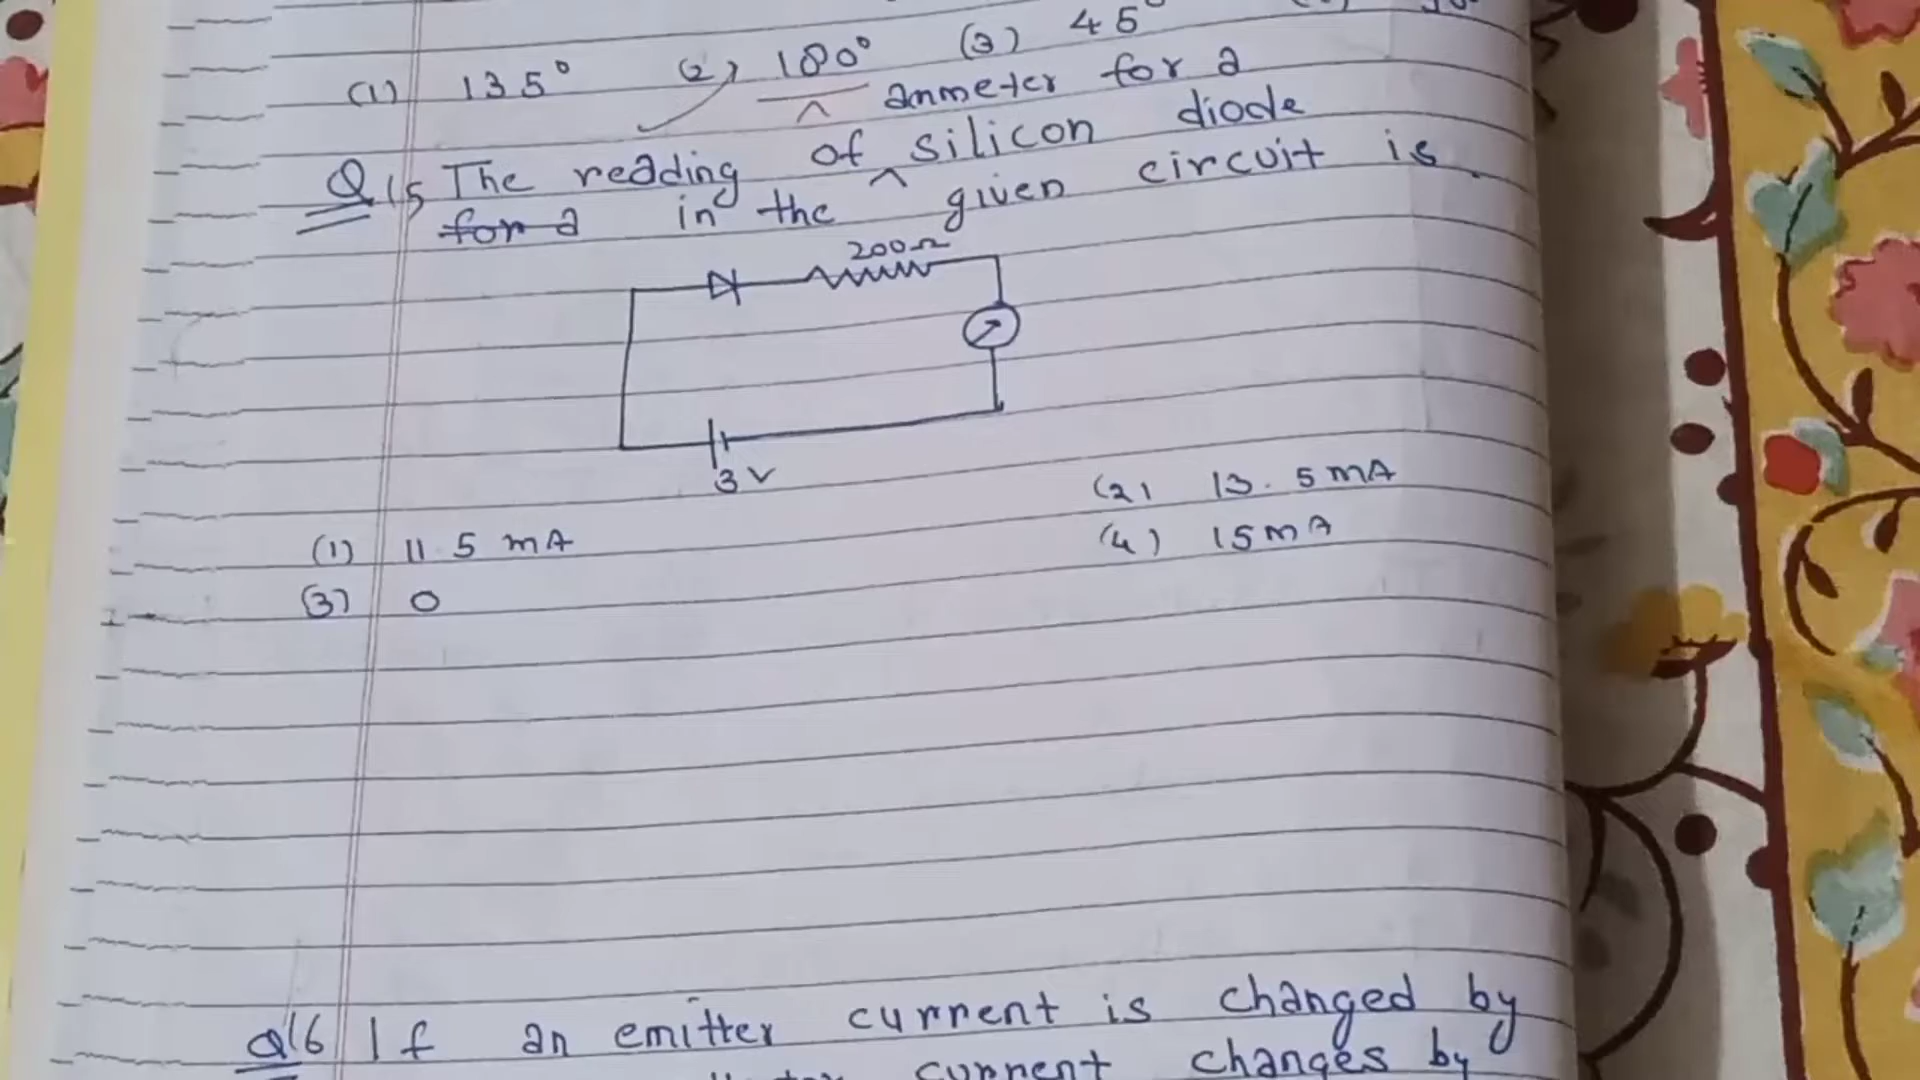 (1) 135° (2) 180° (3) 45°
^ anmeter for a
Q15 The reading of ^ silicon diode
for a in the given circuit is.
200Ω
3V
(1) 11.5 mA (2) 13.5 mA
(3) 0 (4) 15 mA
Q16 If an emitter current is changed by
current changes by